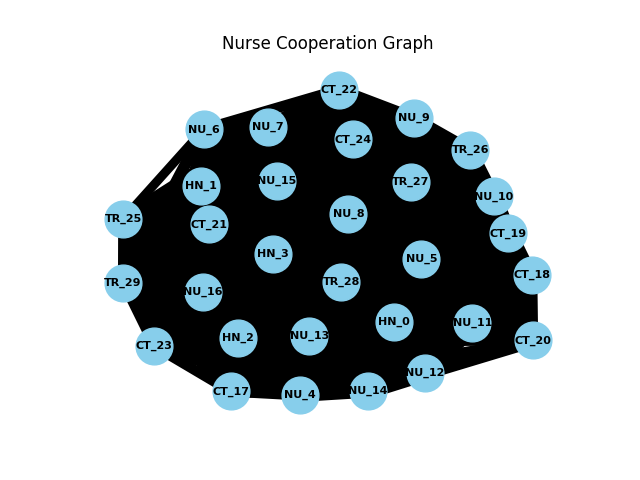 Nurse Cooperation Graph
CT_22
NU_9
NU_6
NU_7
CT_24
TR_26
HN_1
NU_15
TR_27
NU_10
TR_25
CT_21
NU_8
CT_19
HN_3
NU_5
CT_18
TR_29
NU_16
TR_28
HN_0
NU_11
CT_23
HN_2
NU_13
CT_20
NU_12
CT_17
NU_4
NU_14